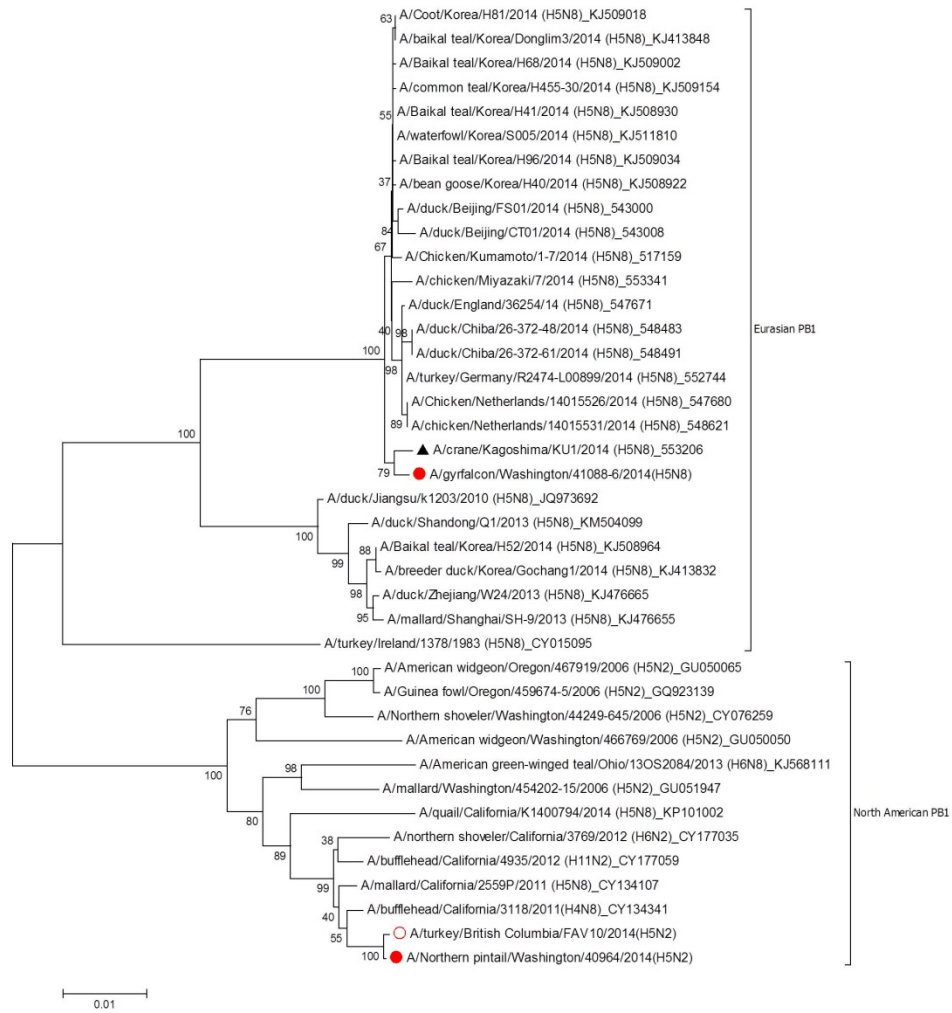 63
A/Coot/Korea/H81/2014 (H5N8)_KJ509018
A/baikal teal/Korea/Donglim3/2014 (H5N8)_KJ413848
A/Baikal teal/Korea/H68/2014 (H5N8)_KJ509002
A/common teal/Korea/H455-30/2014 (H5N8)_KJ509154
55
A/Baikal teal/Korea/H41/2014 (H5N8)_KJ508930
A/waterfowl/Korea/S005/2014 (H5N8)_KJ511810
A/Baikal teal/Korea/H96/2014 (H5N8)_KJ509034
37
A/bean goose/Korea/H40/2014 (H5N8)_KJ508922
A/duck/Beijing/FS01/2014 (H5N8)_543000
84
A/duck/Beijing/CT01/2014 (H5N8)_543008
67
A/Chicken/Kumamoto/1-7/2014 (H5N8)_517159
A/chicken/Miyazaki/7/2014 (H5N8)_553341
A/duck/England/36254/14 (H5N8)_547671
Eurasian PB1
40
98
A/duck/Chiba/26-372-48/2014 (H5N8)_548483
100
A/duck/Chiba/26-372-61/2014 (H5N8)_548491
98
A/turkey/Germany/R2474-L00899/2014 (H5N8)_552744
A/Chicken/Netherlands/14015526/2014 (H5N8)_547680
89
A/chicken/Netherlands/14015531/2014 (H5N8)_548621
100
A/crane/Kagoshima/KU1/2014 (H5N8)_553206
79
A/gyrfalcon/Washington/41088-6/2014(H5N8)
A/duck/Jiangsu/k1203/2010 (H5N8)_JQ973692
100
A/duck/Shandong/Q1/2013 (H5N8)_KM504099
88
A/Baikal teal/Korea/H52/2014 (H5N8)_KJ508964
99
A/breeder duck/Korea/Gochang1/2014 (H5N8)_KJ413832
98
A/duck/Zhejiang/W24/2013 (H5N8)_KJ476665
95
A/mallard/Shanghai/SH-9/2013 (H5N8)_KJ476655
A/turkey/Ireland/1378/1983 (H5N8)_CY015095
100
A/American widgeon/Oregon/467919/2006 (H5N2)_GU050065
100
A/Guinea fowl/Oregon/459674-5/2006 (H5N2)_GQ923139
76
A/Northern shoveler/Washington/44249-645/2006 (H5N2)_CY076259
A/American widgeon/Washington/466769/2006 (H5N2)_GU050050
100
98
A/American green-winged teal/Ohio/13OS2084/2013 (H6N8)_KJ568111
A/mallard/Washington/454202-15/2006 (H5N2)_GU051947
80
A/quail/California/K1400794/2014 (H5N8)_KP101002
North American PB1
38
A/northern shoveler/California/3769/2012 (H6N2)_CY177035
89
A/bufflehead/California/4935/2012 (H11N2)_CY177059
99
A/mallard/California/2559P/2011 (H5N8)_CY134107
40
A/bufflehead/California/3118/2011(H4N8)_CY134341
55
A/turkey/British Columbia/FAV10/2014(H5N2)
100
A/Northern pintail/Washington/40964/2014(H5N2)
0.01